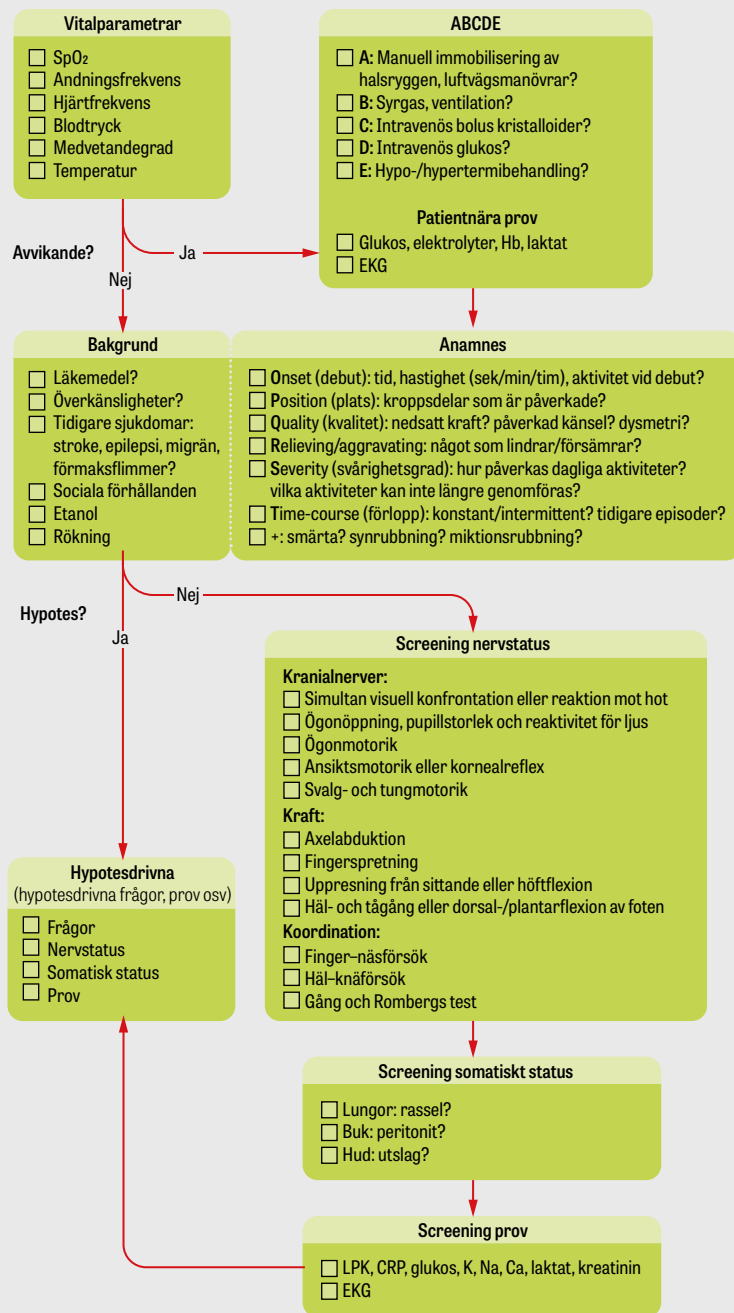 Vitalparametrar
SpO₂
Andningsfrekvens
Hjärtfrekvens
Blodtryck
Medvetandegrad
Temperatur
ABCDE
A: Manuell immobilisering av
halsryggen, luftvägsmanövrar?
B: Syrgas, ventilation?
C: Intravenös bolus kristalloider?
D: Intravenös glukos?
E: Hypo-/hypertermibehandling?
Patientnära prov
Glukos, elektrolyter, Hb, laktat
EKG
Avvikande?
Ja
Nej
Bakgrund
Läkemedel?
Överkänsligheter?
Tidigare sjukdomar:
stroke, epilepsi, migrän,
förmaksflimmer?
Sociala förhållanden
Etanol
Rökning
Anamnes
Onset (debut): tid, hastighet (sek/min/tim), aktivitet vid debut?
Position (plats): kroppsdelar som är påverkade?
Quality (kvalitet): nedsatt kraft? påverkad känsel? dysmetri?
Relieving/aggravating: något som lindrar/försämrar?
Severity (svårighetsgrad): hur påverkas dagliga aktiviteter?
vilka aktiviteter kan inte längre genomföras?
Time-course (förlopp): konstant/intermittent? tidigare episoder?
+: smärta? synrubbning? miktionsrubbning?
Hypotes?
Nej
Ja
Screening nervstatus
Kranialnerver:
Simultan visuell konfrontation eller reaktion mot hot
Ögonöppning, pupillstorlek och reaktivitet för ljus
Ögonmotorik
Ansiktsmotorik eller kornealreflex
Svalg- och tungmotorik
Kraft:
Axelabduktion
Fingerspretning
Uppresning från sittande eller höftflexion
Häl- och tågång eller dorsal-/plantarflexion av foten
Koordination:
Finger–näsförsök
Häl–knäförsök
Gång och Rombergs test
Hypotesdrivna
(hypotesdrivna frågor, prov osv)
Frågor
Nervstatus
Somatisk status
Prov
Screening somatiskt status
Lungor: rassel?
Buk: peritonit?
Hud: utslag?
Screening prov
LPK, CRP, glukos, K, Na, Ca, laktat, kreatinin
EKG